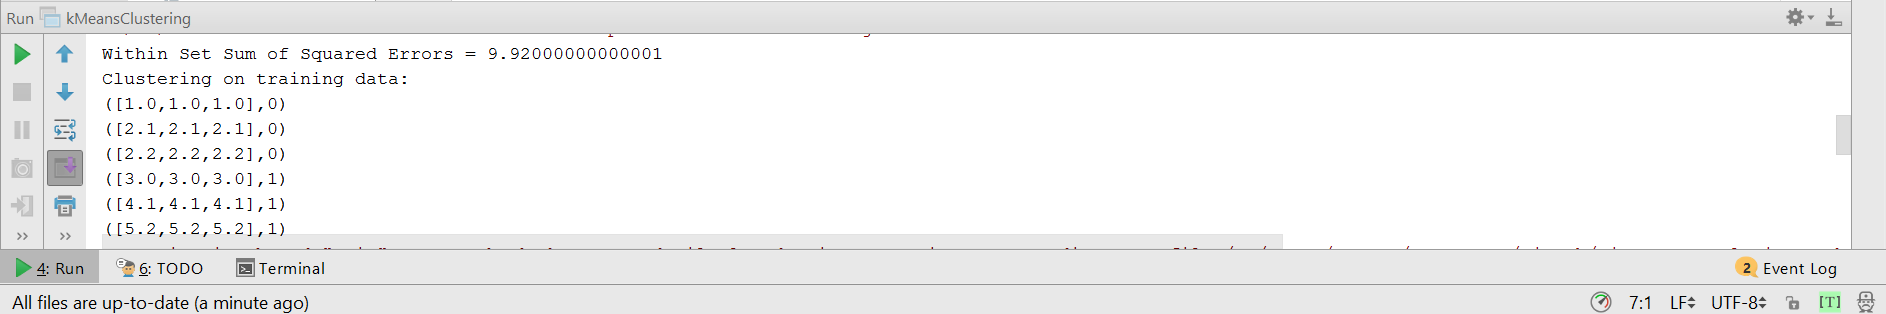 Run kMeansClustering
Within Set Sum of Squared Errors = 9.92000000000001
Clustering on training data:
([1.0,1.0,1.0],0)
([2.1,2.1,2.1],0)
([2.2,2.2,2.2],0)
([3.0,3.0,3.0],1)
([4.1,4.1,4.1],1)
([5.2,5.2,5.2],1)
4: Run 6: TODO Terminal 2 Event Log
All files are up-to-date (a minute ago) 7:1 LF UTF-8 [T]